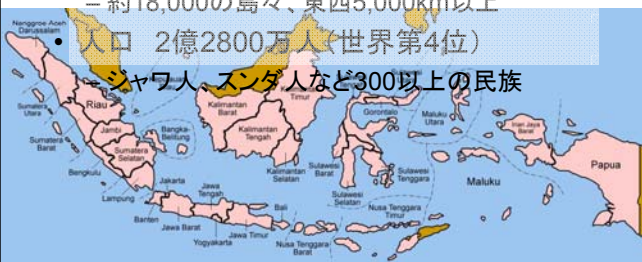 – 約18,000の島々、東西5,000km以上
• 人口 2億2800万人(世界第4位)
– ジャワ人、スンダ人など300以上の民族
Nanggroe Aceh
Darussalam
Sumatera
Utara
Riau
Sumatera
Barat
Jambi
Bengkulu
Sumatera
Selatan
Bangka-
Belitung
Lampung
Jakarta
Banten
Jawa Barat
Jawa
Tengah
Yogyakarta
Jawa Timur
Bali
Nusa Tenggara
Barat
Nusa Tenggara
Timur
Kalimantan
Barat
Kalimantan
Tengah
Kalimantan
Selatan
Timur
Sulawesi
Barat
Sulawesi
Selatan
Sulawesi
Tenggara
Gorontalo
Maluku
Utara
Maluku
Irian Jaya
Barat
Papua